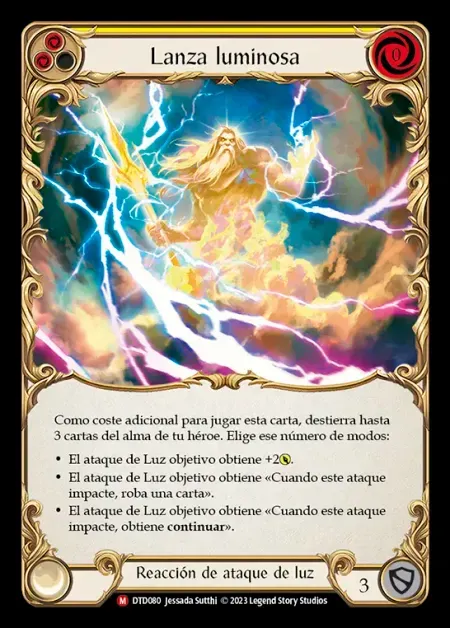 Lanza luminosa
0
Como coste adicional para jugar esta carta, destierra hasta
3 cartas del alma de tu héroe. Elige ese número de modos:
• El ataque de Luz objetivo obtiene +2.
• El ataque de Luz objetivo obtiene «Cuando este ataque
impacte, roba una carta».
• El ataque de Luz objetivo obtiene «Cuando este ataque
impacte, obtiene continuar».
Reacción de ataque de luz
3
M DTD080 Jessada Sutthi © 2023 Legend Story Studios